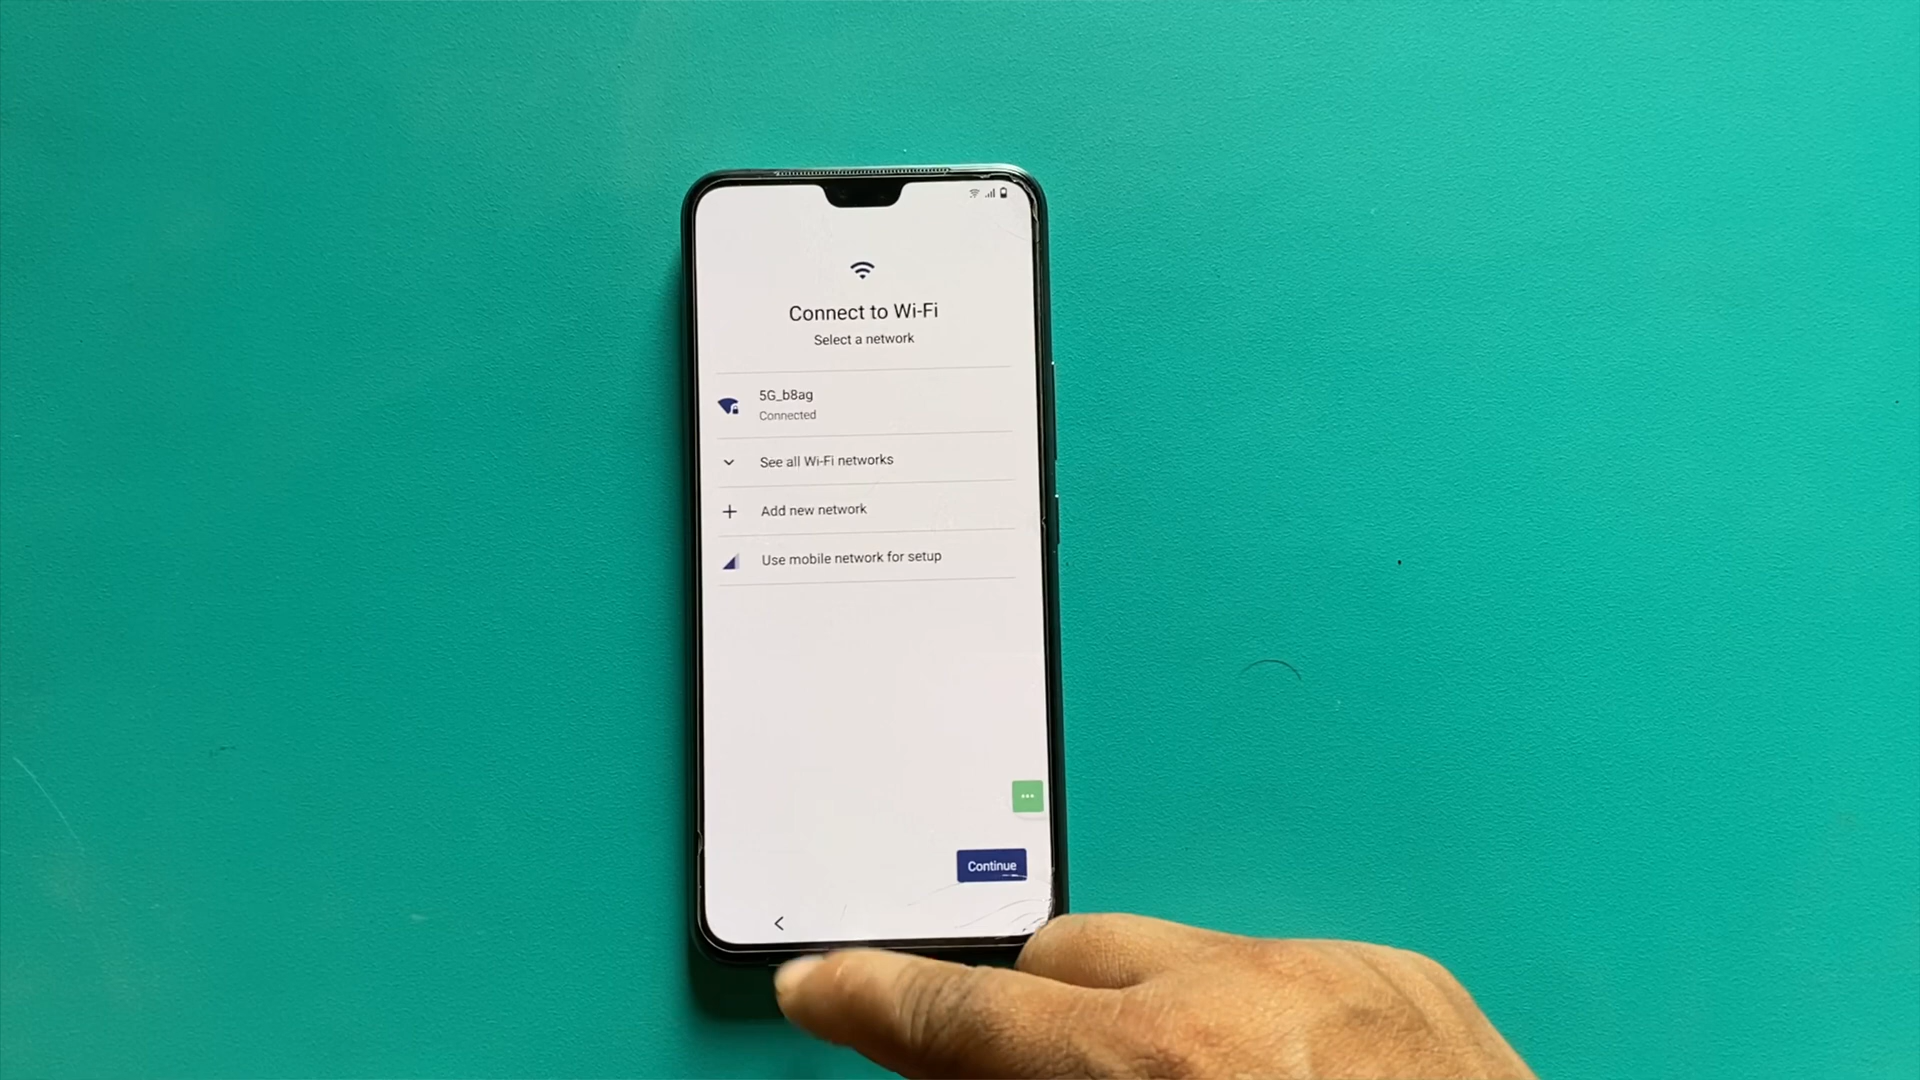 Connect to Wi-Fi
Select a network
5G_b8ag
Connected
See all Wi-Fi networks
Add new network
Use mobile network for setup
Continue